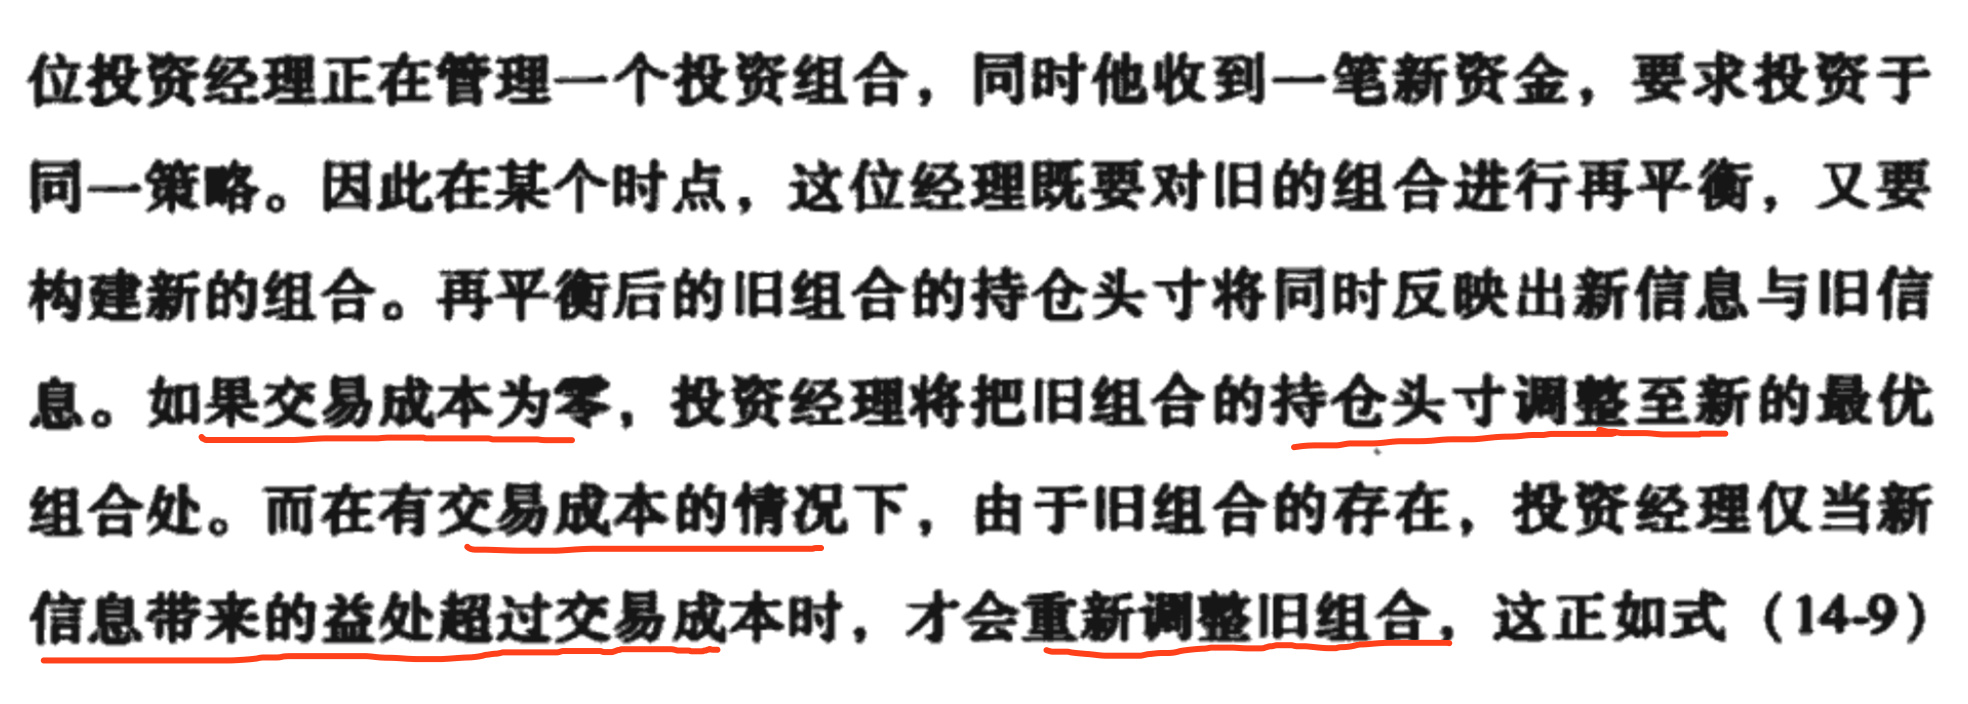 位投资经理正在管理一个投资组合，同时他收到一笔新资金，要求投资于
同一策略。因此在某个时点，这位经理既要对旧的组合进行再平衡，又要
构建新的组合。再平衡后的旧组合的持仓头寸将同时反映出新信息与旧信
息。如果交易成本为零，投资经理将把旧组合的持仓头寸调整至新的最优
组合处。而在有交易成本的情况下，由于旧组合的存在，投资经理仅当新
信息带来的益处超过交易成本时，才会重新调整旧组合，这正如式（14-9）